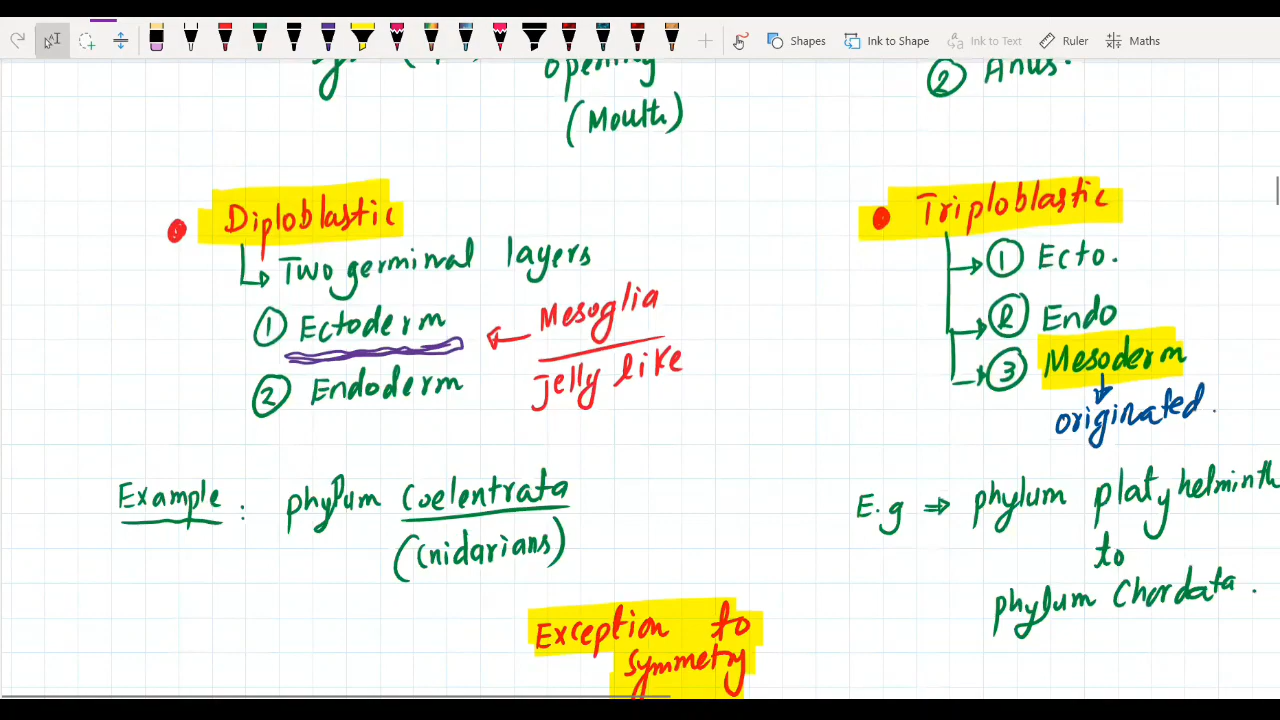 Shapes
Ink to Shape
Ink to Text
Ruler
Maths
opening
(Mouth)
② Anus.
• Diploblastic
Two germinal layers
① Ectoderm
② Endoderm
Mesoglia
jelly like
Example : phylum Coelentrata
(Cnidarians)
• Triploblastic
① Ecto.
② Endo
③ Mesoderm
originated.
E.g ⇒ phylum platyhelminth
to
phylum Chordata.
Exception to
symmetry